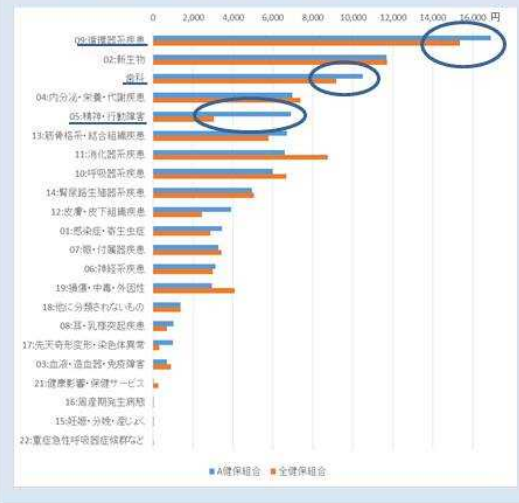 0 2,000 4,000 6,000 8,000 10,000 12,000 14,000 16,000 円
09:循環器系疾患
02:新生物
歯科
04:内分泌・栄養・代謝疾患
05:精神・行動障害
13:筋骨格系・結合組織疾患
11:消化器系疾患
10:呼吸器系疾患
14:腎尿路生殖器系疾患
12:皮膚・皮下組織疾患
01:感染症・寄生虫症
07:眼・付属器疾患
06:神経系疾患
19:損傷・中毒・外因性
18:他に分類されないもの
08:耳・乳様突起疾患
17:先天奇形変形・染色体異常
03:血液・造血器・免疫障害
21:健康影響・保健サービス
16:周産期発生病態
15:妊娠・分娩・産じょく
22:重症急性呼吸器症候群など
A健保組合 全健保組合